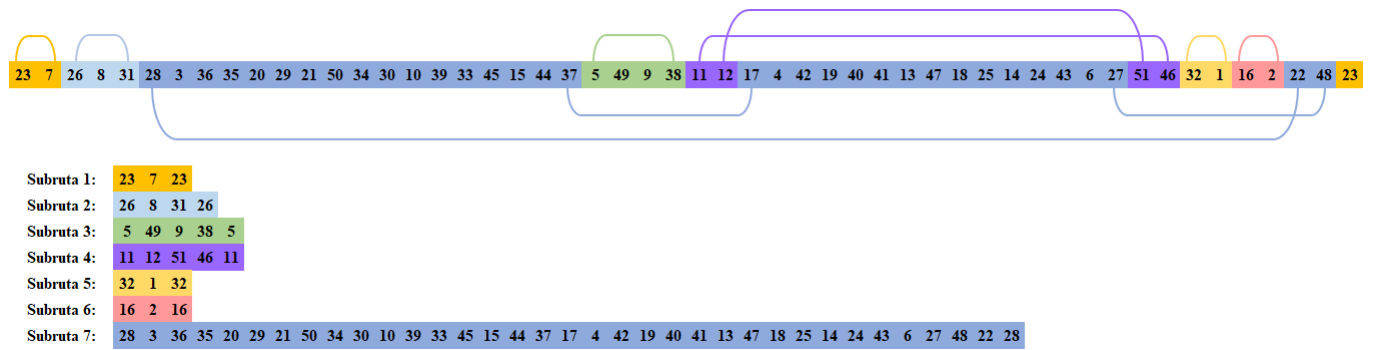 23 7 26 8 31 28 3 36 35 20 29 21 50 34 30 10 39 33 45 15 44 37 5 49 9 38 11 12 17 4 42 19 40 41 13 47 18 25 14 24 43 6 27 51 46 32 1 16 2 22 48 23
Subruta 1: 23 7 23
Subruta 2: 26 8 31 26
Subruta 3: 5 49 9 38 5
Subruta 4: 11 12 51 46 11
Subruta 5: 32 1 32
Subruta 6: 16 2 16
Subruta 7: 28 3 36 35 20 29 21 50 34 30 10 39 33 45 15 44 37 17 4 42 19 40 41 13 47 18 25 14 24 43 6 27 48 22 28